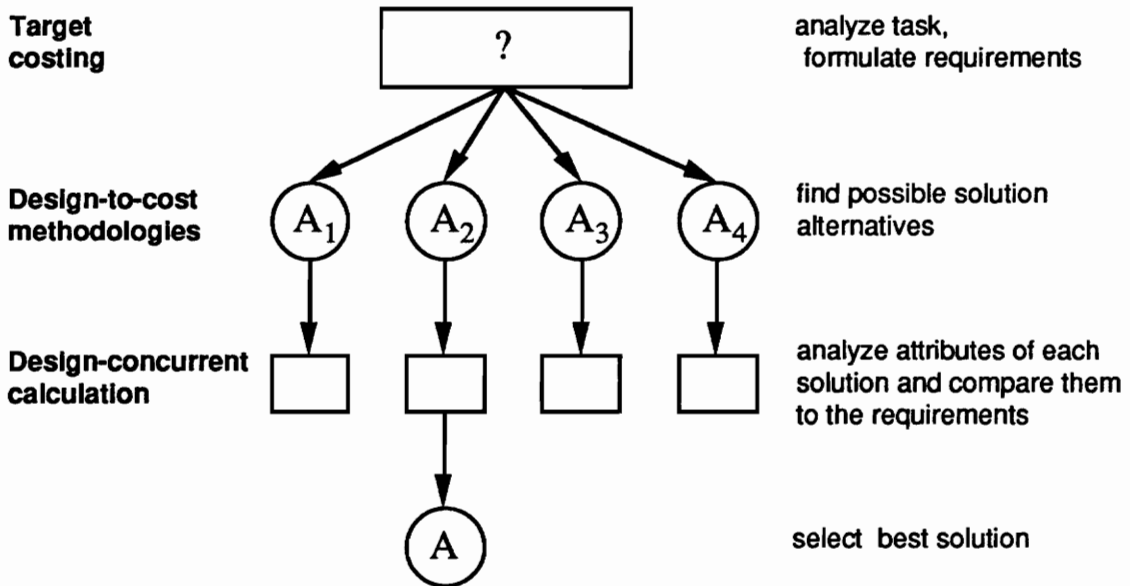 Target
costing
?
analyze task,
formulate requirements
Design-to-cost
methodologies
A1
A2
A3
A4
find possible solution
alternatives
Design-concurrent
calculation
analyze attributes of each
solution and compare them
to the requirements
A
select best solution